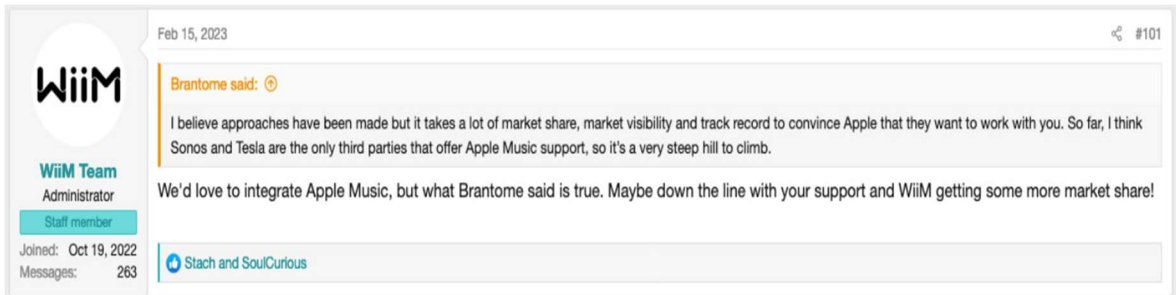 Feb 15, 2023
#101
WiiM
WiiM Team
Administrator
Staff member
Joined: Oct 19, 2022
Messages: 263
Brantome said:
I believe approaches have been made but it takes a lot of market share, market visibility and track record to convince Apple that they want to work with you. So far, I think
Sonos and Tesla are the only third parties that offer Apple Music support, so it's a very steep hill to climb.
We'd love to integrate Apple Music, but what Brantome said is true. Maybe down the line with your support and WiiM getting some more market share!
Stach and SoulCurious